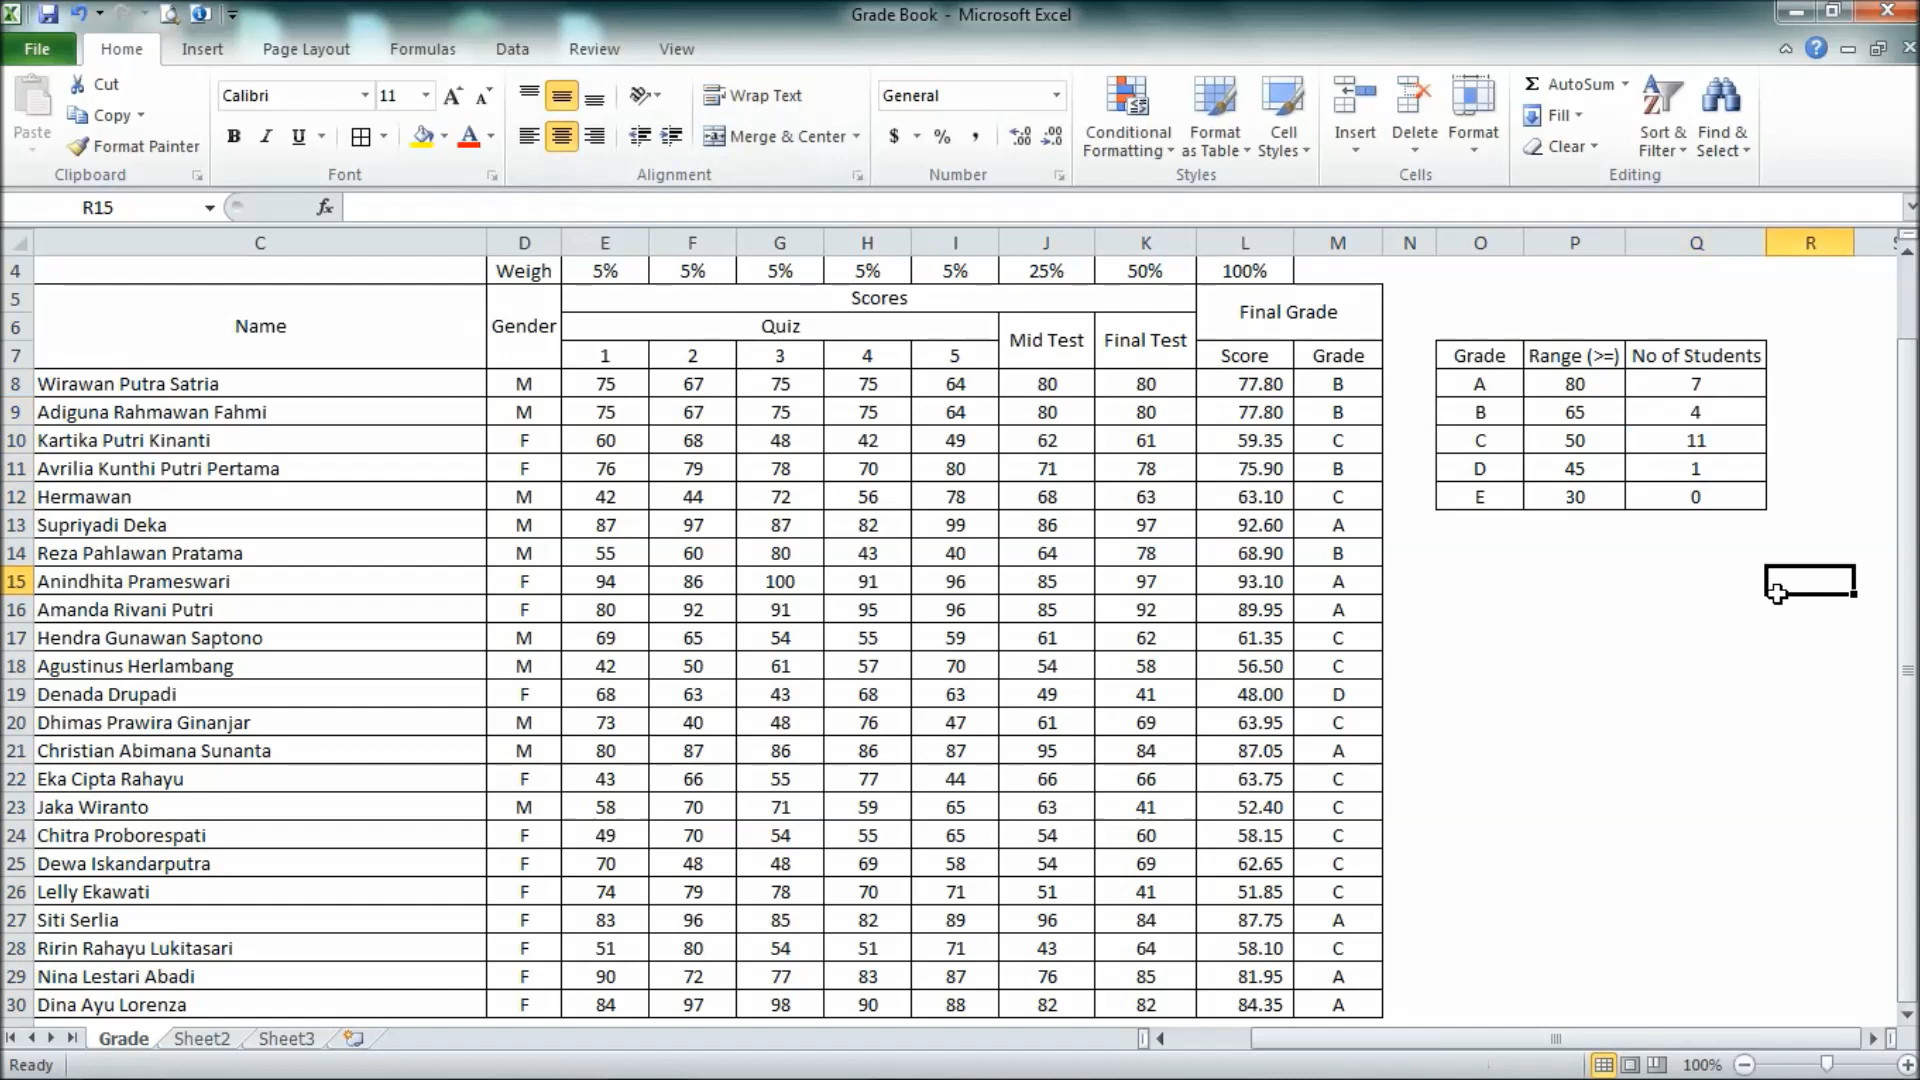 Grade Book - Microsoft Excel
File Home Insert Page Layout Formulas Data Review View
Paste Cut Copy Format Painter Clipboard
Calibri 11 B I U A Font
Wrap Text Merge & Center Alignment
General $ % , .00 .00 Number
Conditional Formatting Format as Table Cell Styles Styles
Insert Delete Format Cells
Σ AutoSum Fill Clear Sort & Filter Find & Select Editing
R15 fx
C D E F G H I J K L M N O P Q R
4 Weigh 5% 5% 5% 5% 5% 25% 50% 100%
5 Scores Final Grade
6 Name Gender Quiz Mid Test Final Test
7 1 2 3 4 5 Score Grade Grade Range (>=) No of Students
8 Wirawan Putra Satria M 75 67 75 75 64 80 80 77.80 B A 80 7
9 Adiguna Rahmawan Fahmi M 75 67 75 75 64 80 80 77.80 B B 65 4
10 Kartika Putri Kinanti F 60 68 48 42 49 62 61 59.35 C C 50 11
11 Avrilia Kunthi Putri Pertama F 76 79 78 70 80 71 78 75.90 B D 45 1
12 Hermawan M 42 44 72 56 78 68 63 63.10 C E 30 0
13 Supriyadi Deka M 87 97 87 82 99 86 97 92.60 A
14 Reza Pahlawan Pratama M 55 60 80 43 40 64 78 68.90 B
15 Anindhita Prameswari F 94 86 100 91 96 85 97 93.10 A
16 Amanda Rivani Putri F 80 92 91 95 96 85 92 89.95 A
17 Hendra Gunawan Saptono M 69 65 54 55 59 61 62 61.35 C
18 Agustinus Herlambang M 42 50 61 57 70 54 58 56.50 C
19 Denada Drupadi F 68 63 43 68 63 49 41 48.00 D
20 Dhimas Prawira Ginanjar M 73 40 48 76 47 61 69 63.95 C
21 Christian Abimana Sunanta M 80 87 86 86 87 95 84 87.05 A
22 Eka Cipta Rahayu F 43 66 55 77 44 66 66 63.75 C
23 Jaka Wiranto M 58 70 71 59 65 63 41 52.40 C
24 Chitra Proborespati F 49 70 54 55 65 54 60 58.15 C
25 Dewa Iskandarputra F 70 48 48 69 58 54 69 62.65 C
26 Lelly Ekawati F 74 79 78 70 71 51 41 51.85 C
27 Siti Serlia F 83 96 85 82 89 96 84 87.75 A
28 Ririn Rahayu Lukitasari F 51 80 54 51 71 43 64 58.10 C
29 Nina Lestari Abadi F 90 72 77 83 87 76 85 81.95 A
30 Dina Ayu Lorenza F 84 97 98 90 88 82 82 84.35 A
Grade Sheet2 Sheet3
Ready 100%